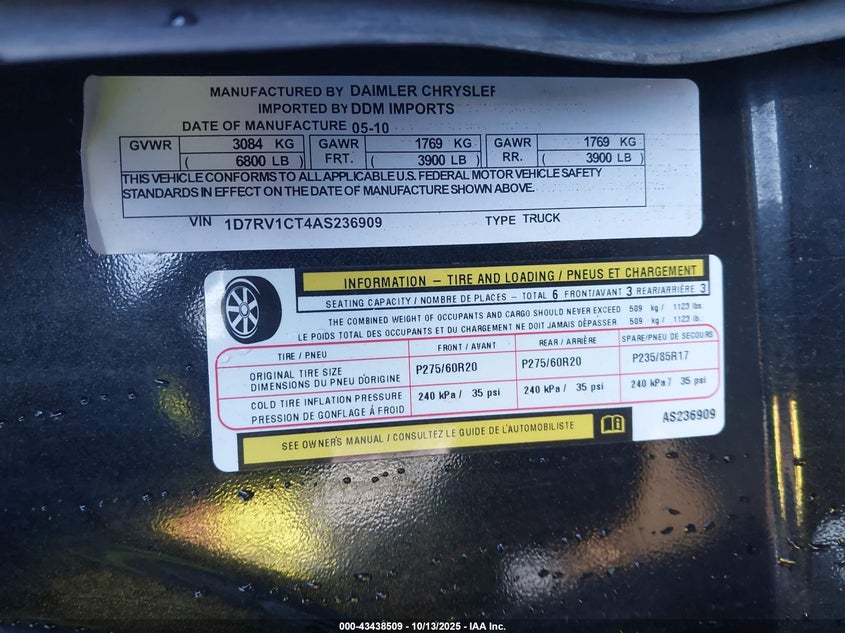 MANUFACTURED BY DAIMLER CHRYSLER
IMPORTED BY DDM IMPORTS
DATE OF MANUFACTURE 05-10
GVWR 3084 KG GAWR 1769 KG GAWR 1769 KG
( 6800 LB ) FRT. ( 3900 LB ) RR. ( 3900 LB )
THIS VEHICLE CONFORMS TO ALL APPLICABLE U.S. FEDERAL MOTOR VEHICLE SAFETY
STANDARDS IN EFFECT ON THE DATE OF MANUFACTURE SHOWN ABOVE.
VIN 1D7RV1CT4AS236909 TYPE TRUCK
INFORMATION – TIRE AND LOADING / PNEUS ET CHARGEMENT
SEATING CAPACITY / NOMBRE DE PLACES – TOTAL 6 FRONT/AVANT 3 REAR/ARRIÈRE 3
THE COMBINED WEIGHT OF OCCUPANTS AND CARGO SHOULD NEVER EXCEED 509 kg / 1123 lbs.
LE POIDS TOTAL DES OCCUPANTS ET DU CHARGEMENT NE DOIT JAMAIS DÉPASSER 509 kg / 1123 lb.
TIRE / PNEU FRONT / AVANT REAR / ARRIÈRE SPARE/PNEU DE SECOURS
ORIGINAL TIRE SIZE P275/60R20 P275/60R20 P235/85R17
DIMENSIONS DU PNEU D'ORIGINE
COLD TIRE INFLATION PRESSURE 240 kPa / 35 psi 240 kPa / 35 psi 240 kPa / 35 psi
PRESSION DE GONFLAGE À FROID
SEE OWNER'S MANUAL / CONSULTEZ LE GUIDE DE L'AUTOMOBILISTE
AS236909
000-43438509 - 10/13/2025 - IAA Inc.